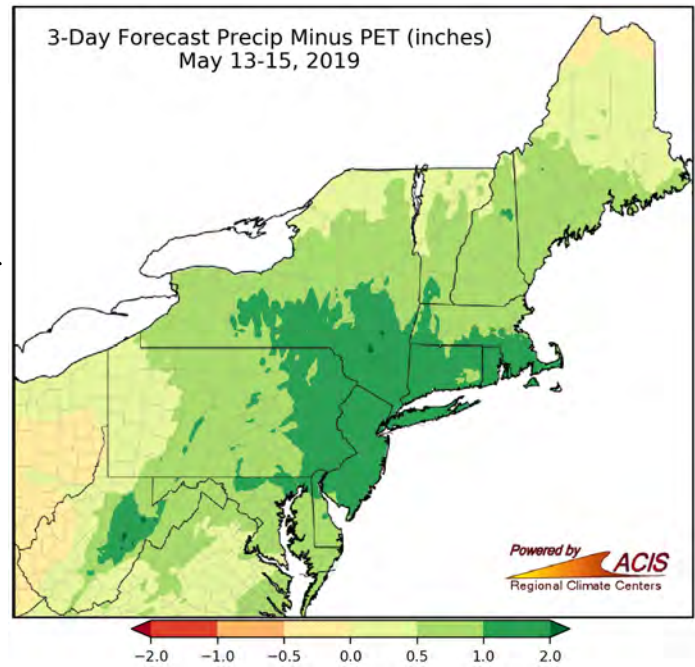 3-Day Forecast Precip Minus PET (inches)
May 13-15, 2019
Powered by
ACIS
Regional Climate Centers
−2.0 −1.0 −0.5 0.0 0.5 1.0 2.0